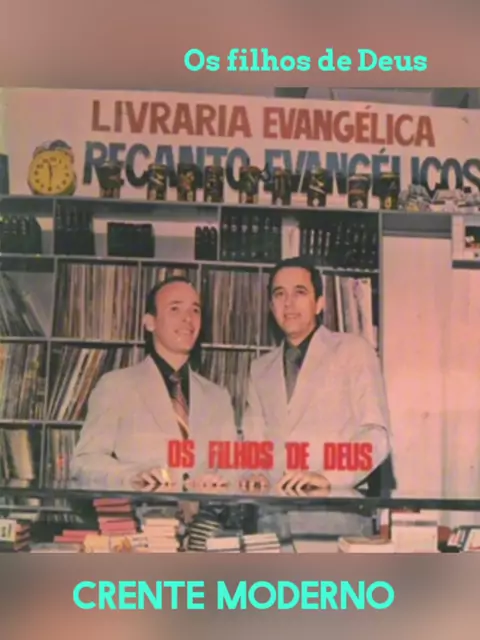 Os filhos de Deus
LIVRARIA EVANGÉLICA
RECANTO EVANGÉLICOS
OS FILHOS DE DEUS
CRENTE MODERNO